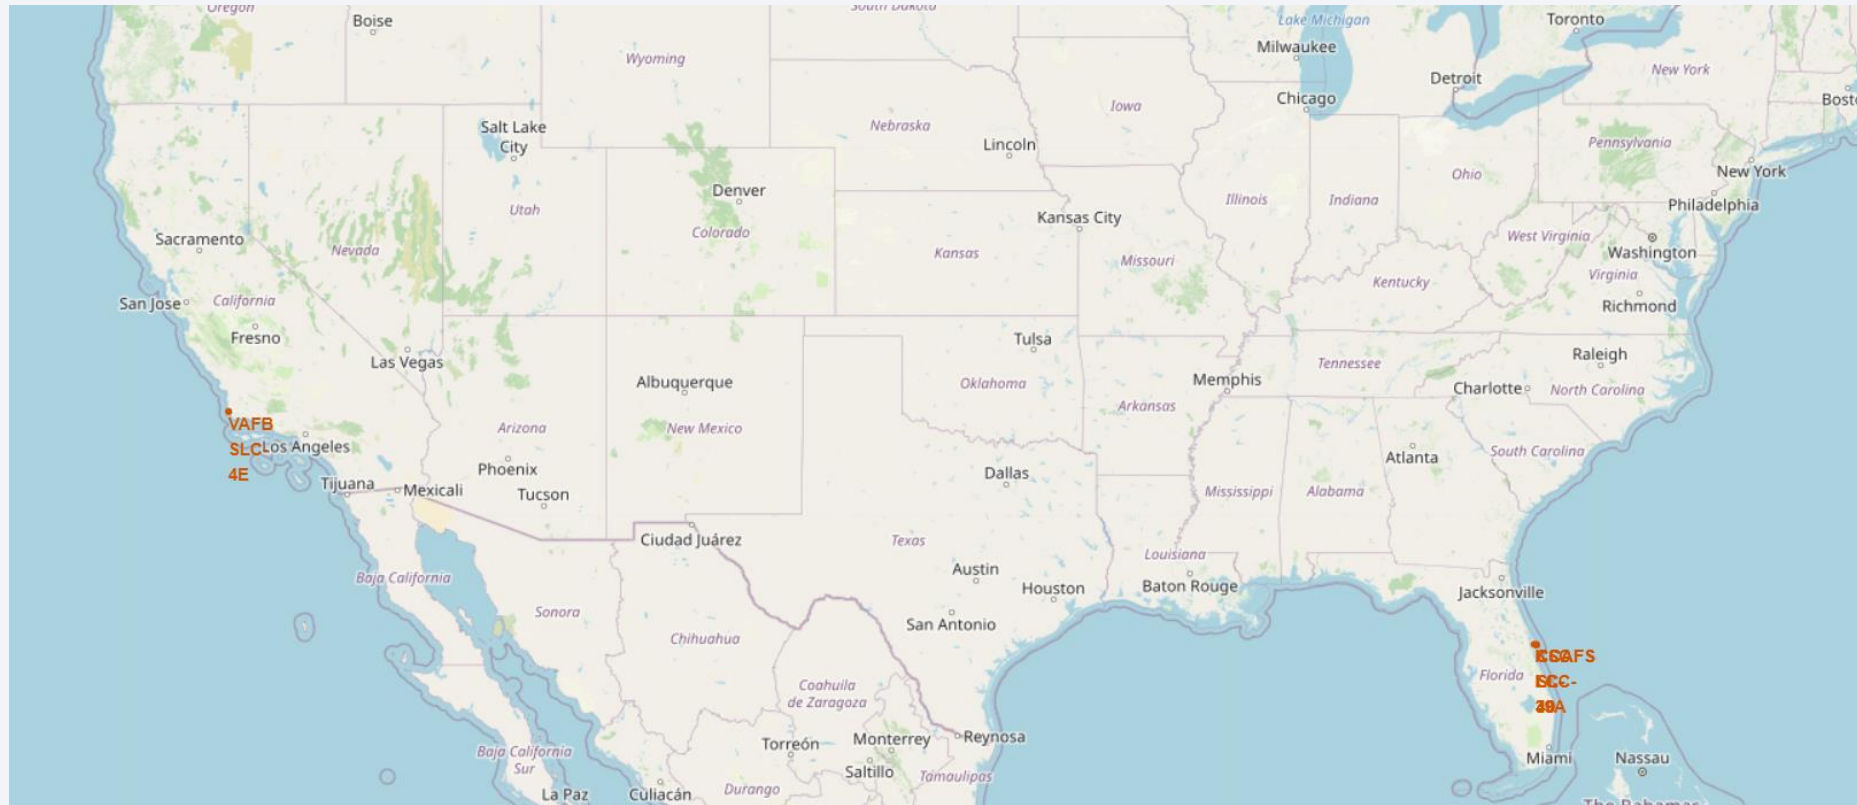 Oregon
Boise
South Dakota
Lake Michigan
Toronto
Milwaukee
Wyoming
Detroit
New York
Iowa
Chicago
Salt Lake
City
Nebraska
Lincoln
Pennsylvania
New York
Ohio
Denver
Utah
Illinois
Indiana
Philadelphia
Kansas City
Colorado
Sacramento
Nevada
Kansas
Missouri
West Virginia
Washington
Virginia
Kentucky
San Jose
California
Richmond
Fresno
Las Vegas
Tulsa
Tennessee
Raleigh
Albuquerque
Oklahoma
Memphis
Charlotte
North Carolina
Arkansas
VAFB
SLC-
4E
Los Angeles
Arizona
New Mexico
Atlanta
South Carolina
Phoenix
Dallas
Tijuana
Mexicali
Tucson
Mississippi
Alabama
Ciudad Juárez
Texas
Louisiana
Austin
Baja California
Houston
Baton Rouge
Jacksonville
Sonora
San Antonio
Chihuahua
Florida
Coahuila
de Zaragoza
Torreón
Monterrey
Reynosa
Baja California
Sur
Saltillo
Tamaulipas
Miami
Nassau
La Paz
Culiacán
Durango
The Bahamas